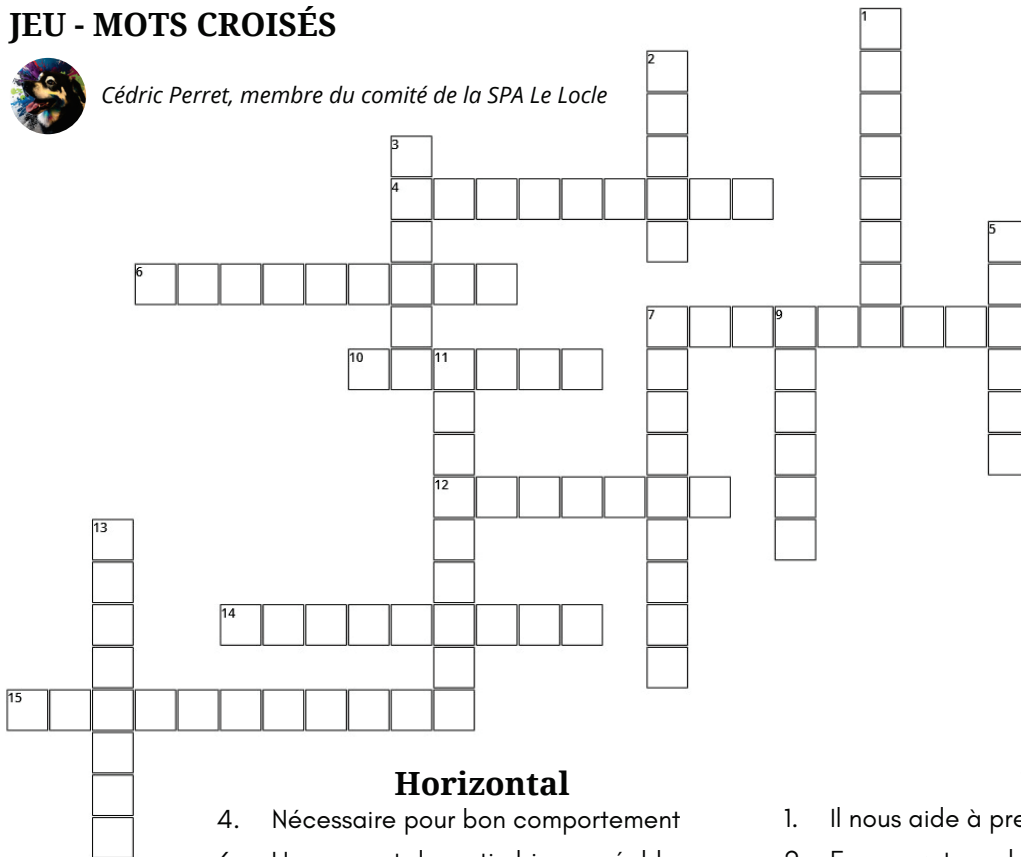 JEU - MOTS CROISÉS
Cédric Perret, membre du comité de la SPA Le Locle
1
2
3
4
5
6
7 9
10 11
12
13
14
15
Horizontal
4. Nécessaire pour bon comportement
1. Il nous aide à